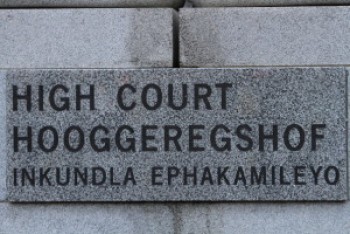 HIGH COURT
HOOGGEREGSHOF
INKUNDLA EPHAKAMILEYO